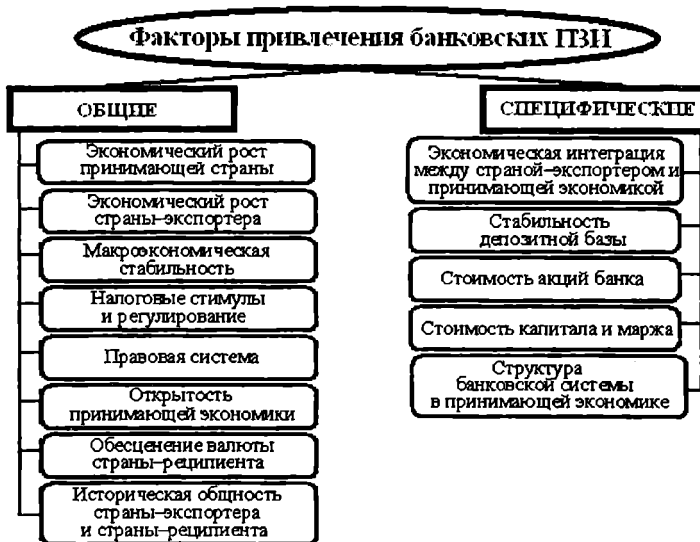 Факторы привлечения банковских ПЗИ
ОБЩИЕ
Экономический рост
принимающей страны
Экономический рост
страны–экспортера
Макроэкономическая
стабильность
Налоговые стимулы
и регулирование
Правовая система
Открытость
принимающей экономики
Обесценение валюты
страны–реципиента
Историческая общность
страны–экспортера
и страны–реципиента
СПЕЦИФИЧЕСКИЕ
Экономическая интеграция
между страной–экспортером и
принимающей экономикой
Стабильность
депозитной базы
Стоимость акций банка
Стоимость капитала и маржа
Структура
банковской системы
в принимающей экономике